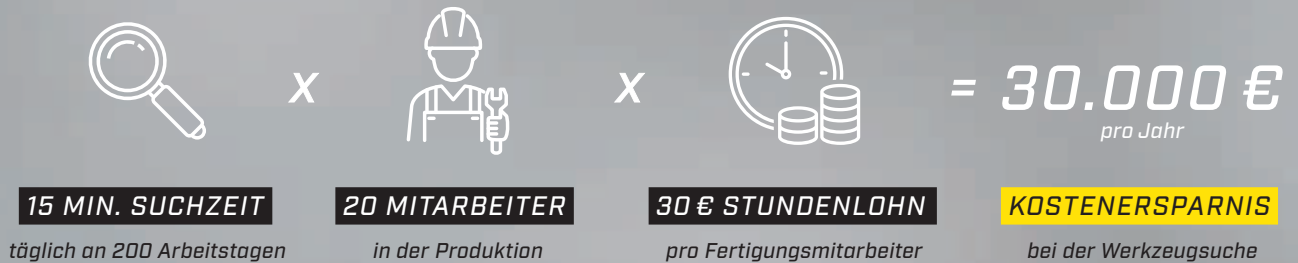 x
x
= 30.000 €
pro Jahr
15 MIN. SUCHZEIT
20 MITARBEITER
30 € STUNDENLOHN
KOSTENERSPARNIS
täglich an 200 Arbeitstagen
in der Produktion
pro Fertigungsmitarbeiter
bei der Werkzeugsuche